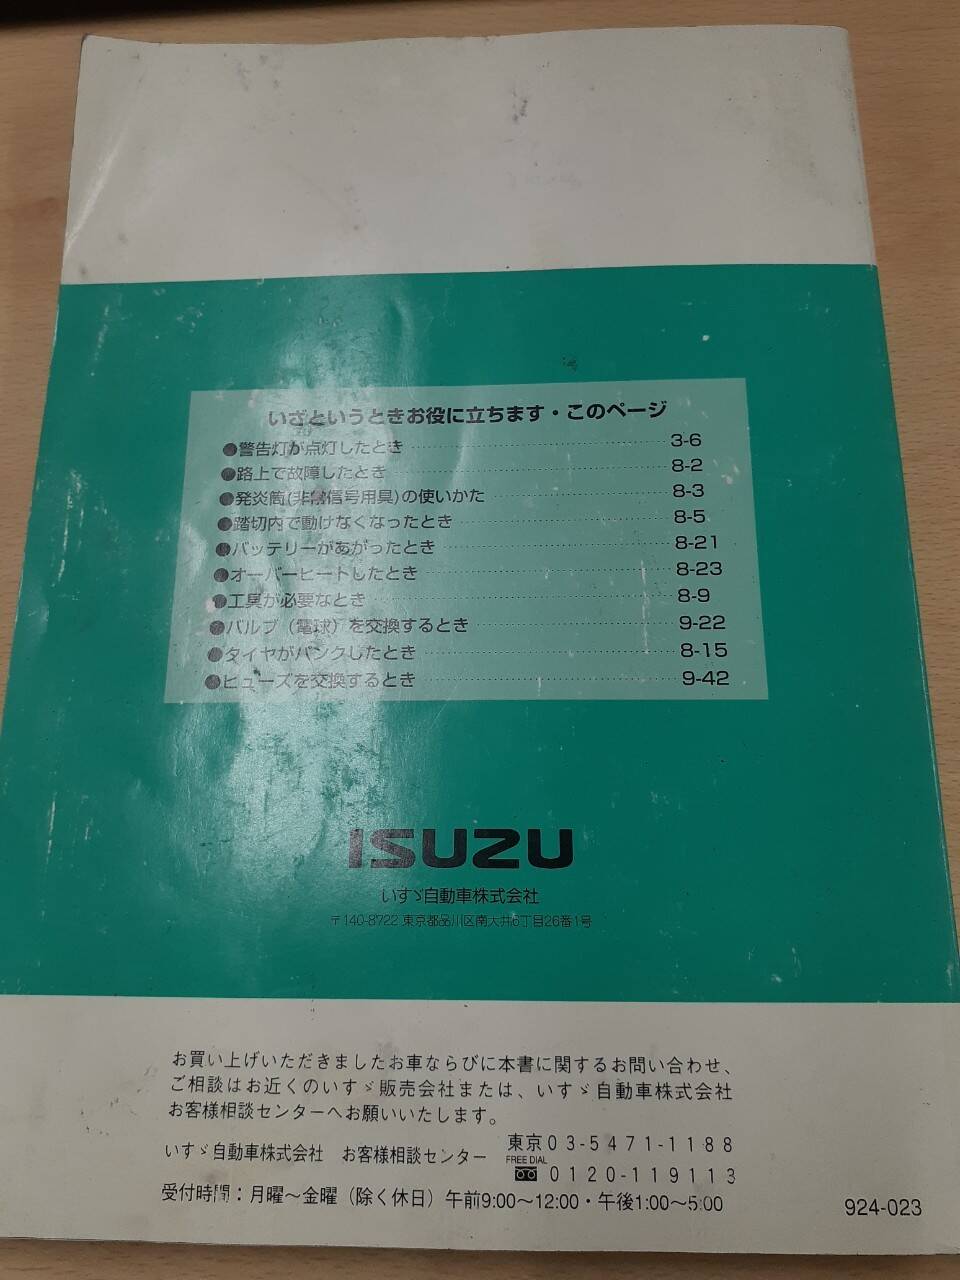 いざというときお役に立ちます・このページ
●警告灯が点灯したとき 3-6
●路上で故障したとき 8-2
●発炎筒(非常信号用具)の使いかた 8-3
●踏切内で動けなくなったとき 8-5
●バッテリーがあがったとき 8-21
●オーバーヒートしたとき 8-23
●工具が必要なとき 8-9
●バルブ（電球）を交換するとき 9-22
●タイヤがパンクしたとき 8-15
●ヒューズを交換するとき 9-42
ISUZU
いすゞ自動車株式会社
〒140-8722 東京都品川区南大井6丁目26番1号
お買い上げいただきましたお車ならびに本書に関するお問い合わせ、
ご相談はお近くのいすゞ販売会社または、いすゞ自動車株式会社
お客様相談センターへお願いいたします。
いすゞ自動車株式会社 お客様相談センター 東京03-5471-1188
FREE DIAL
0120-119113
受付時間：月曜～金曜（除く休日）午前9:00～12:00・午後1:00～5:00
924-023